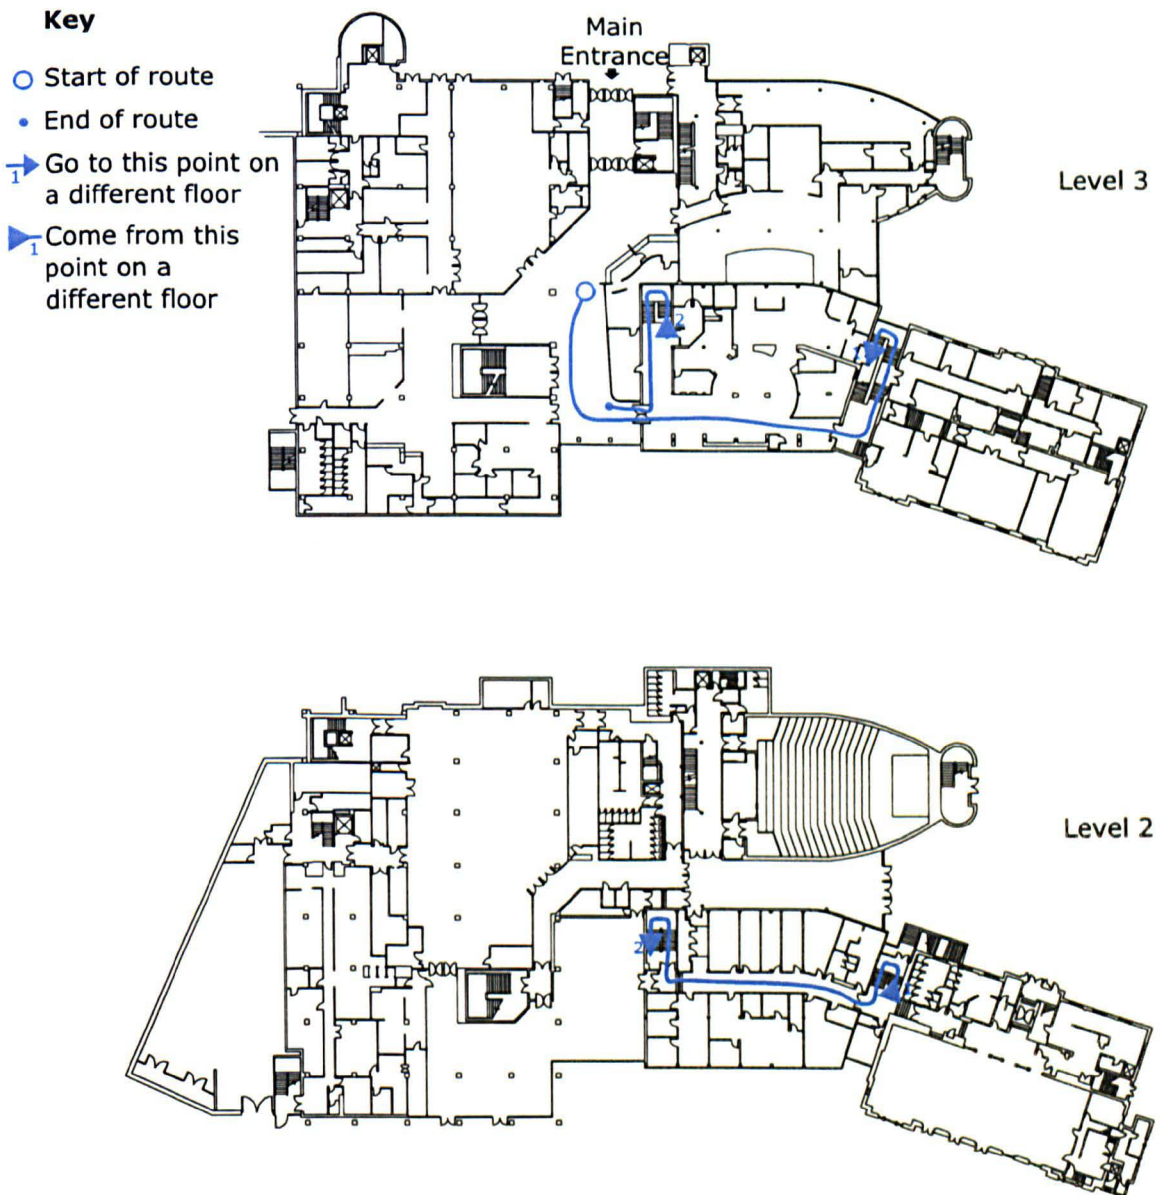 Key
Start of route
End of route
1
Go to this point on
a different floor
1
Come from this
point on a
different floor
Main
Entrance
Level 3
2
1
Level 2
2